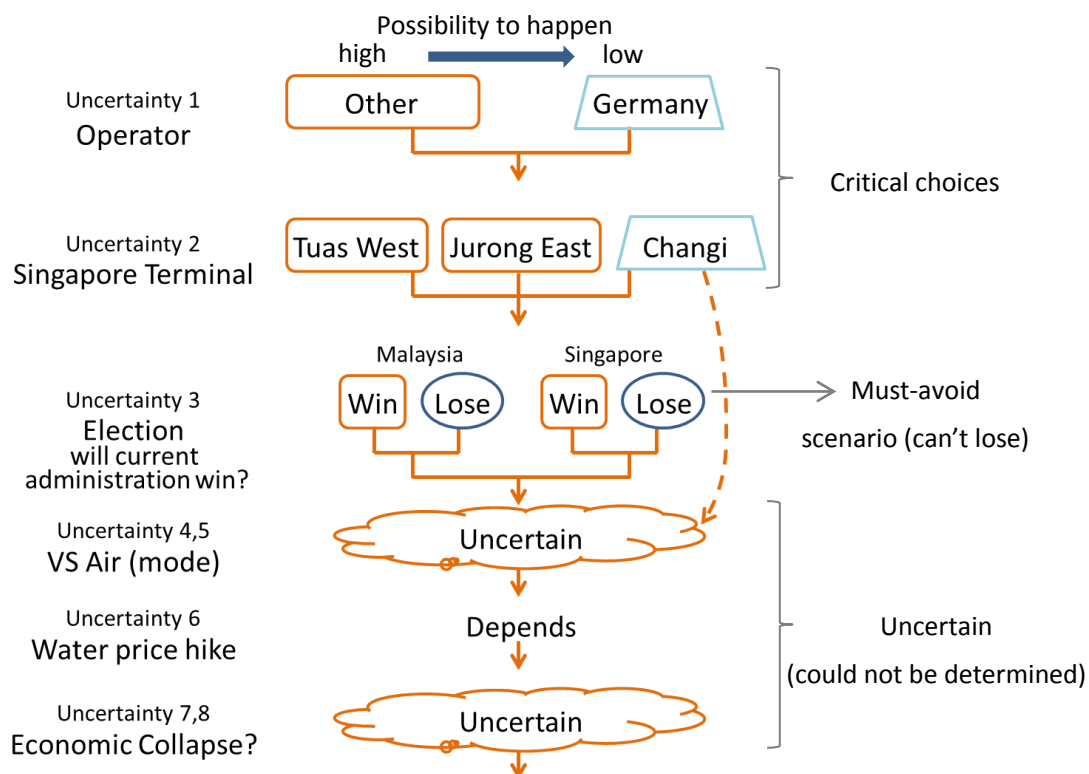 Possibility to happen
high low
Uncertainty 1
Operator
Other
Germany
Critical choices
Uncertainty 2
Singapore Terminal
Tuas West
Jurong East
Changi
Malaysia
Singapore
Uncertainty 3
Election
will current
administration win?
Win
Lose
Win
Lose
Must-avoid
scenario (can’t lose)
Uncertainty 4,5
VS Air (mode)
Uncertain
Uncertainty 6
Water price hike
Depends
Uncertain
(could not be determined)
Uncertainty 7,8
Economic Collapse?
Uncertain